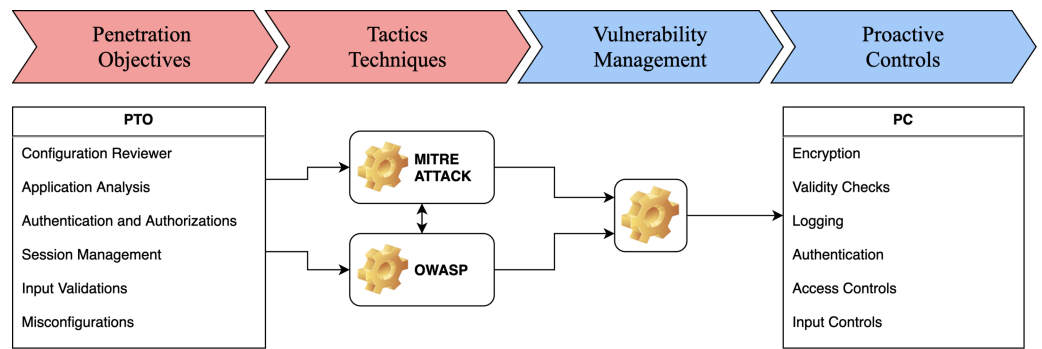 Penetration
Objectives
Tactics
Techniques
Vulnerability
Management
Proactive
Controls
PTO
Configuration Reviewer
Application Analysis
Authentication and Authorizations
Session Management
Input Validations
Misconfigurations
MITRE
ATTACK
OWASP
PC
Encryption
Validity Checks
Logging
Authentication
Access Controls
Input Controls